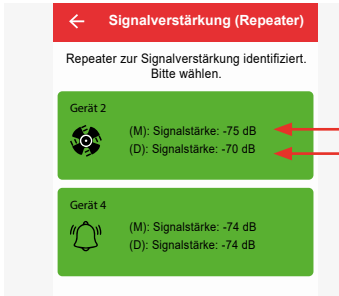 Signalverstärkung (Repeater)
Repeater zur Signalverstärkung identifiziert.
Bitte wählen.
Gerät 2
(M): Signalstärke: -75 dB
(D): Signalstärke: -70 dB
Gerät 4
(M): Signalstärke: -74 dB
(D): Signalstärke: -74 dB